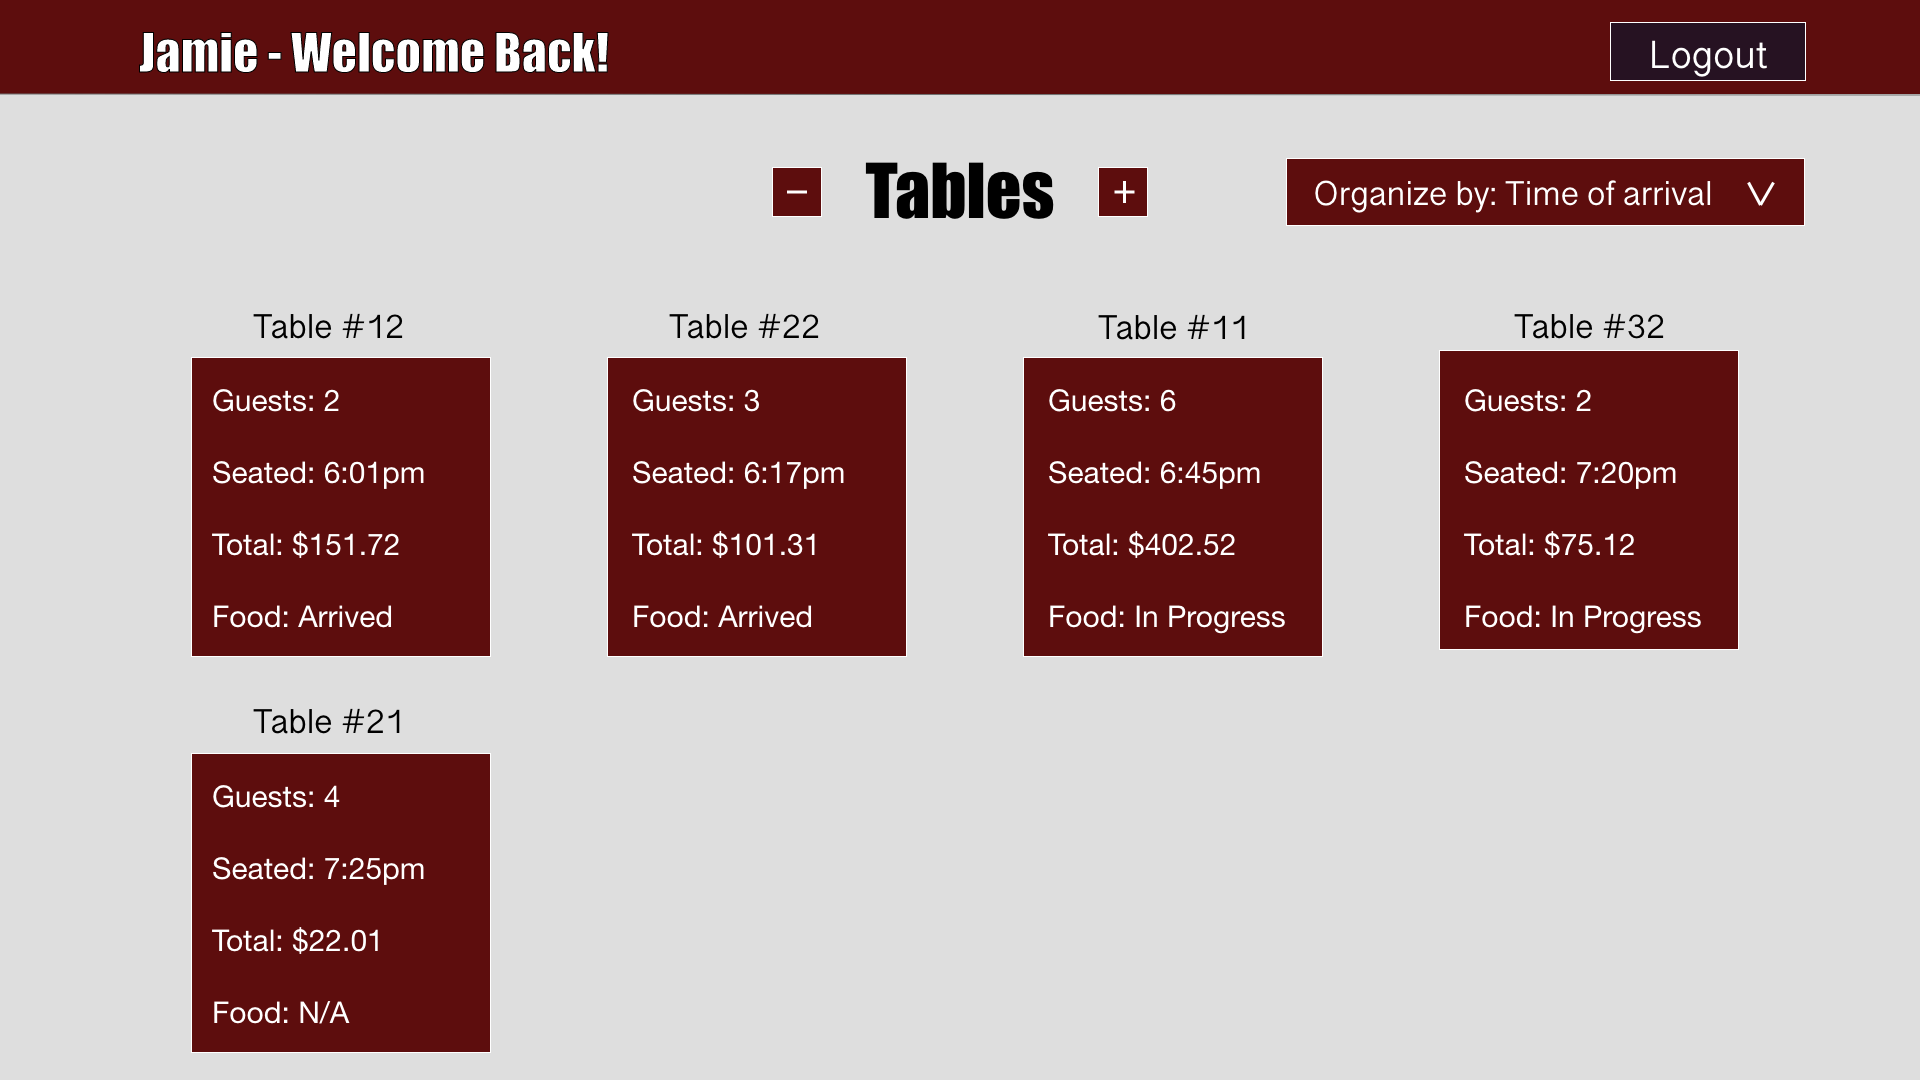 Jamie - Welcome Back!
Logout
− Tables +
Organize by: Time of arrival
Table #12
Guests: 2
Seated: 6:01pm
Total: $151.72
Food: Arrived
Table #22
Guests: 3
Seated: 6:17pm
Total: $101.31
Food: Arrived
Table #11
Guests: 6
Seated: 6:45pm
Total: $402.52
Food: In Progress
Table #32
Guests: 2
Seated: 7:20pm
Total: $75.12
Food: In Progress
Table #21
Guests: 4
Seated: 7:25pm
Total: $22.01
Food: N/A